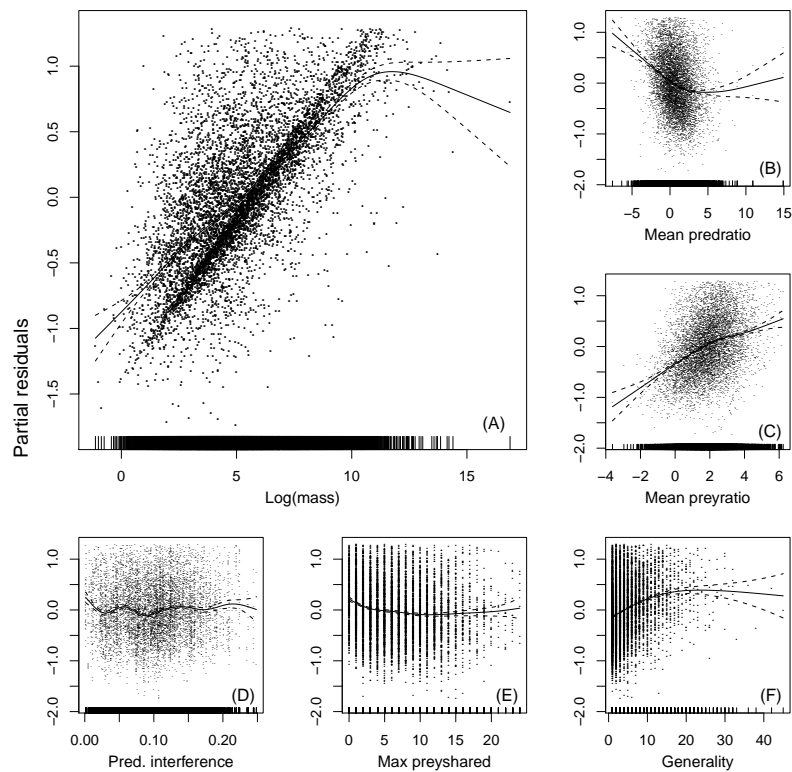 Partial residuals
1.0
0.5
0.0
−0.5
−1.0
−1.5
(A)
0 5 10 15
Log(mass)
1.0
0.0
−1.0
−2.0
(B)
−5 0 5 10 15
Mean predratio
1.0
0.0
−1.0
−2.0
(C)
−4 −2 0 2 4 6
Mean preyratio
1.0
0.0
−1.0
−2.0
(D)
0.00 0.10 0.20
Pred. interference
1.0
0.0
−1.0
−2.0
(E)
0 5 10 15 20
Max preyshared
1.0
0.0
−1.0
−2.0
(F)
0 10 20 30 40
Generality